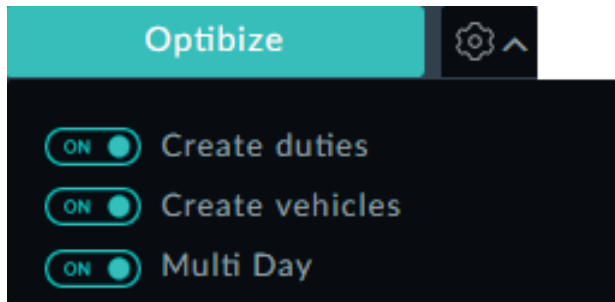 Optibize
ON Create duties
ON Create vehicles
ON Multi Day